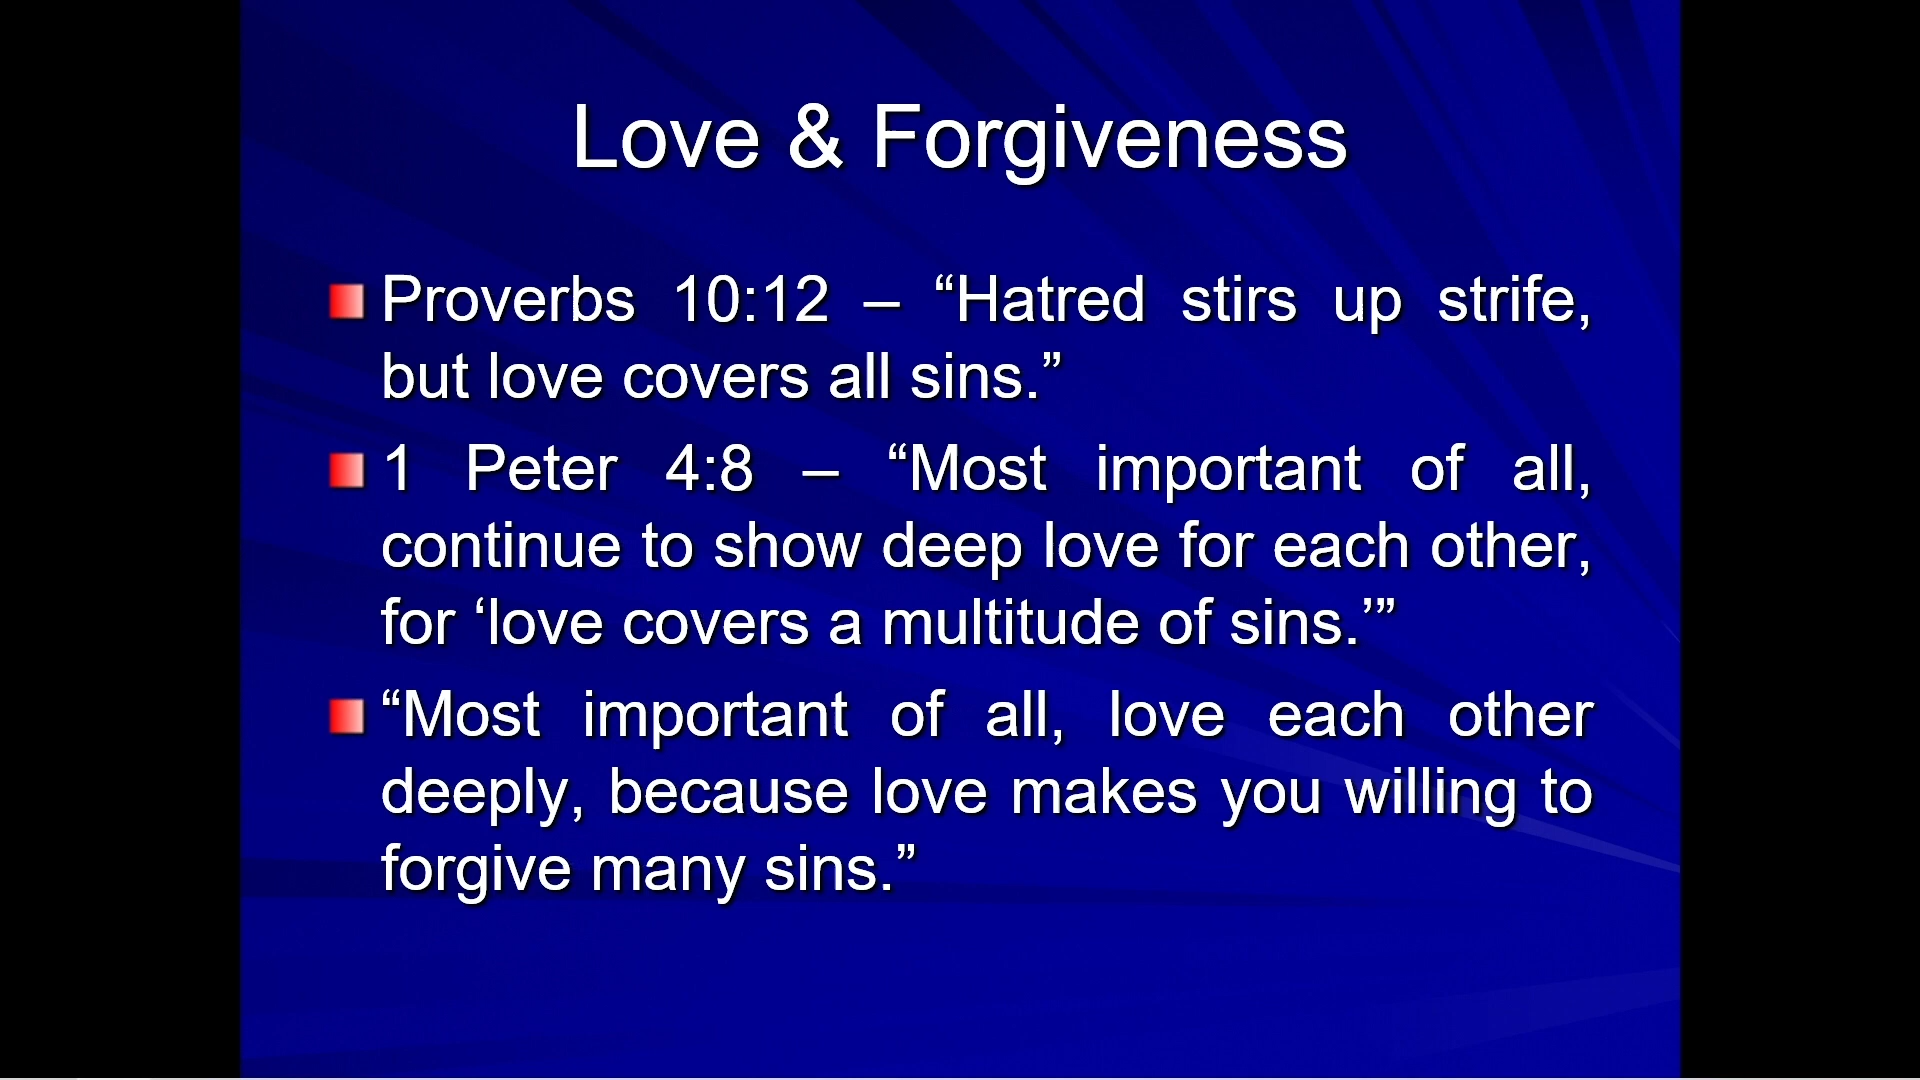 Love & Forgiveness
Proverbs 10:12 – “Hatred stirs up strife,
but love covers all sins.”
1 Peter 4:8 – “Most important of all,
continue to show deep love for each other,
for ‘love covers a multitude of sins.’”
“Most important of all, love each other
deeply, because love makes you willing to
forgive many sins.”